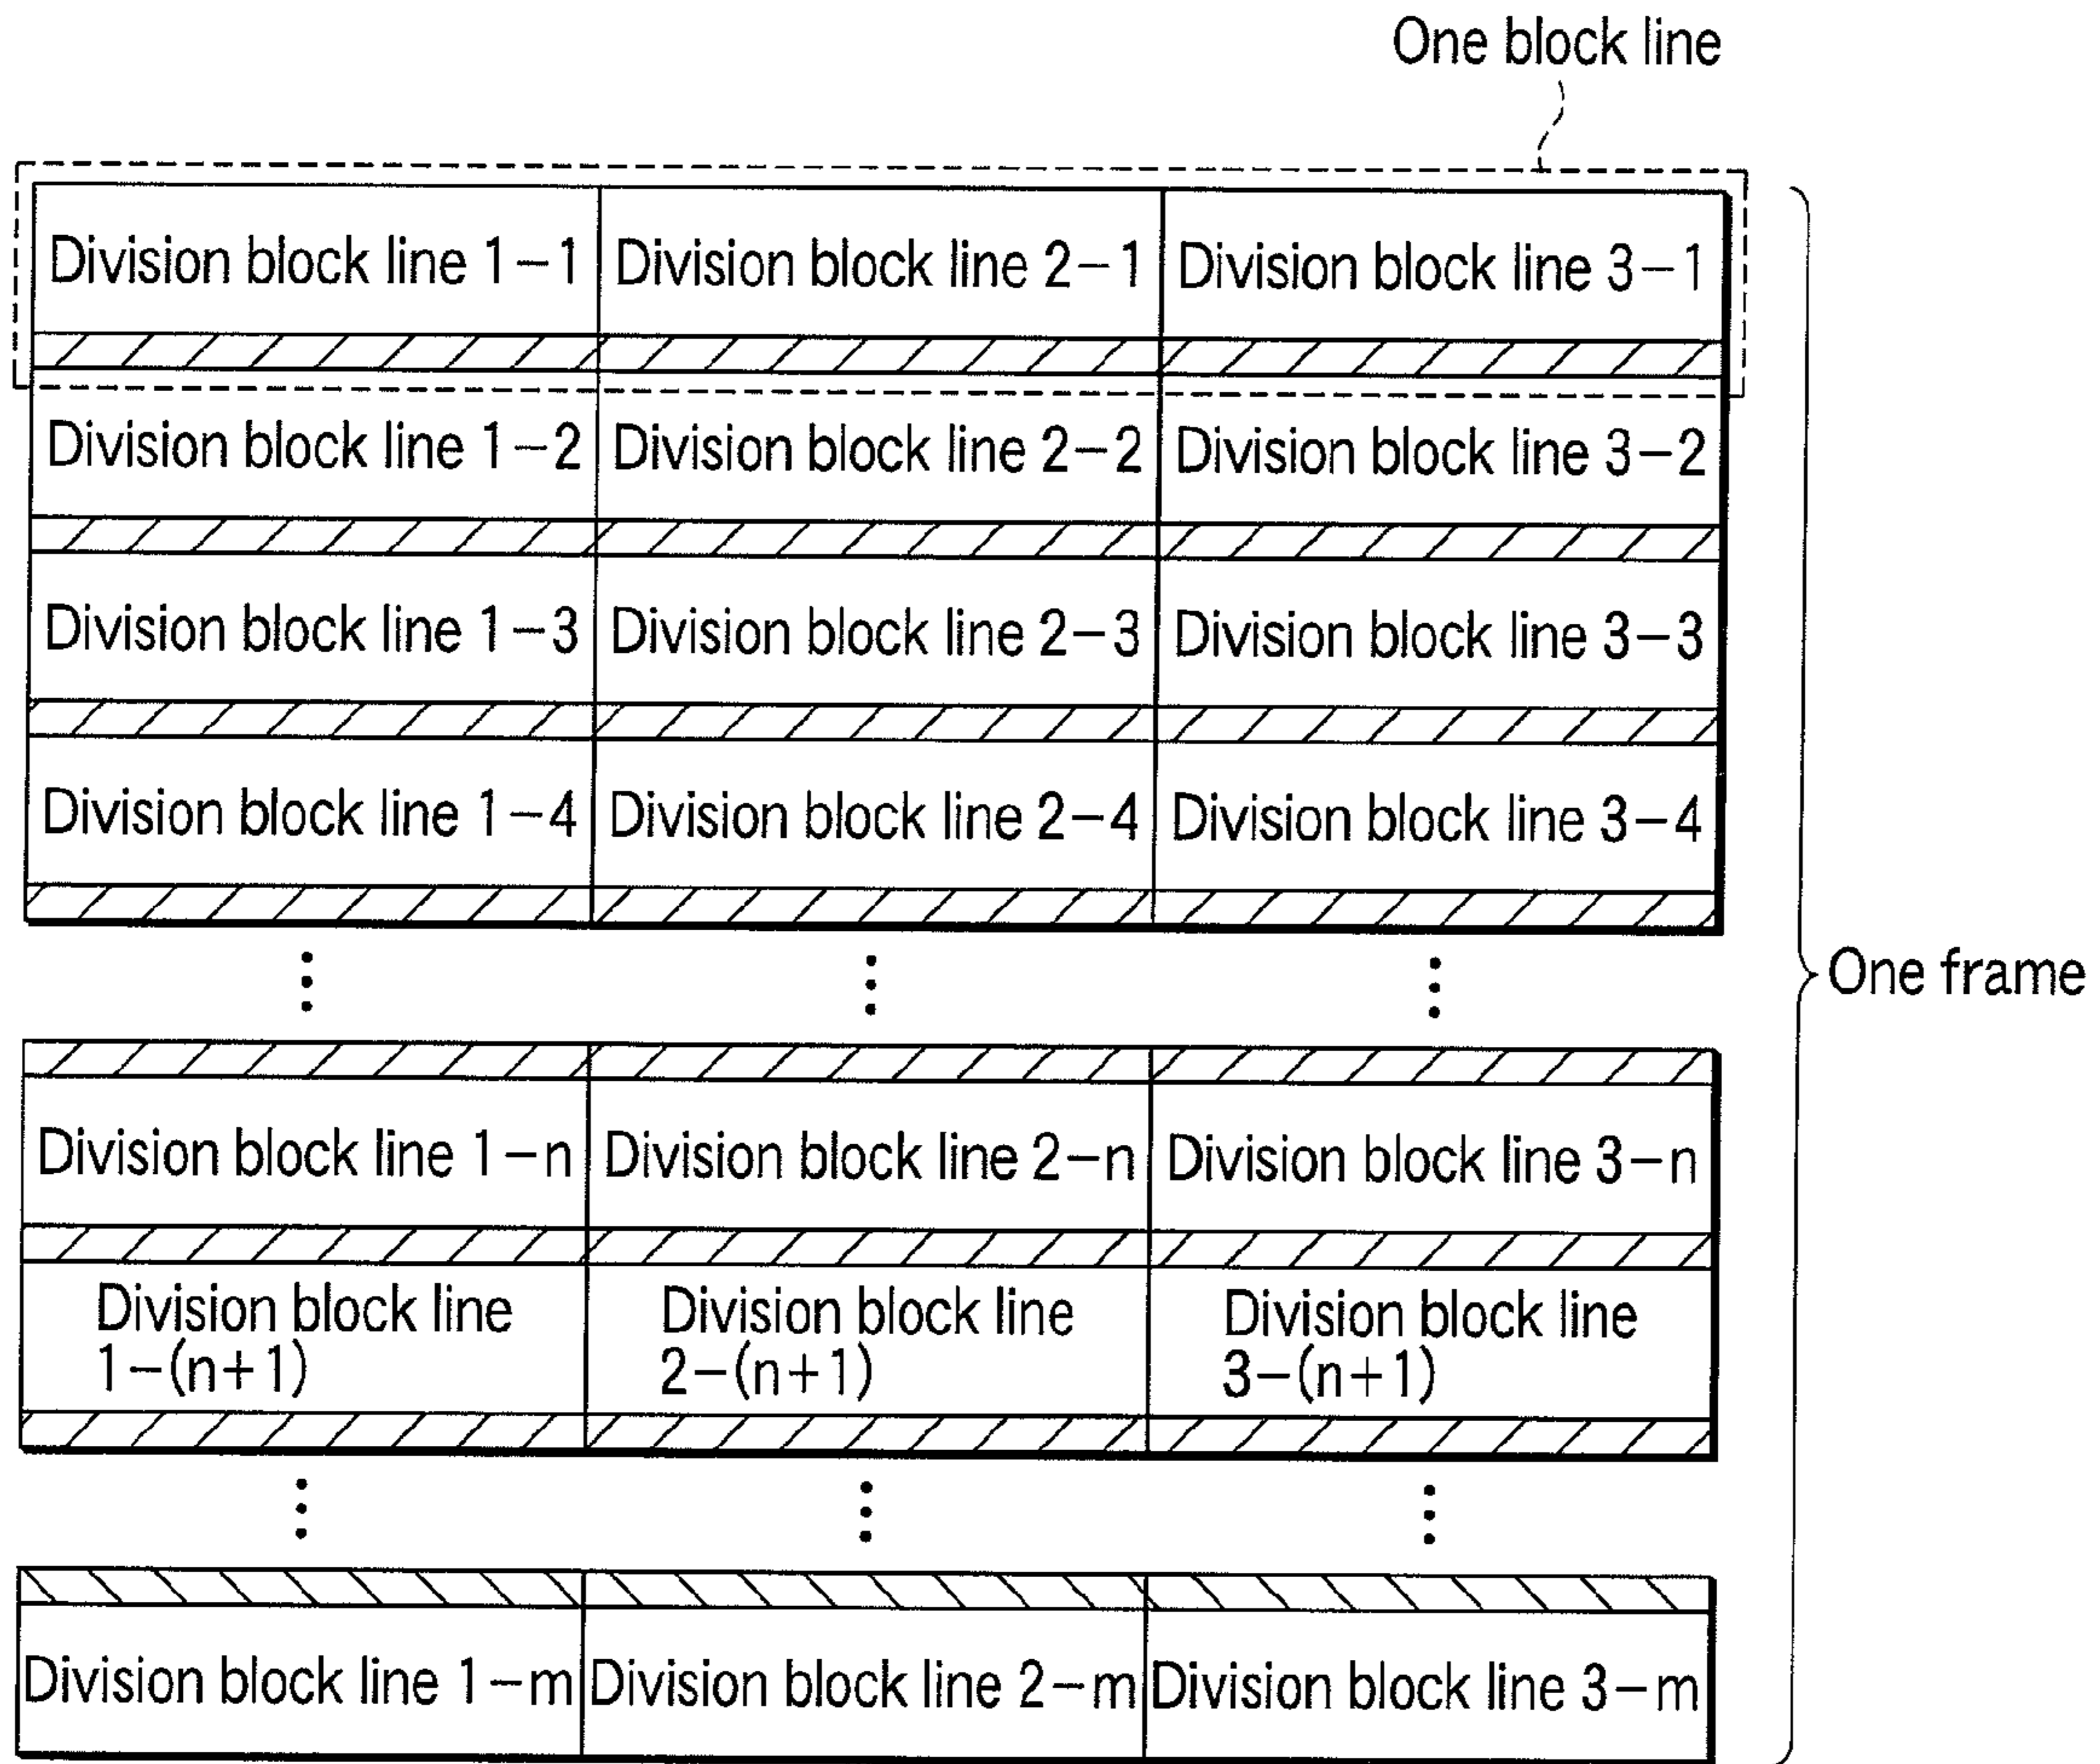 One block line
Division block line 1-1
Division block line 2-1
Division block line 3-1
Division block line 1-2
Division block line 2-2
Division block line 3-2
Division block line 1-3
Division block line 2-3
Division block line 3-3
Division block line 1-4
Division block line 2-4
Division block line 3-4
One frame
Division block line 1-n
Division block line 2-n
Division block line 3-n
Division block line
1-(n+1)
Division block line
2-(n+1)
Division block line
3-(n+1)
Division block line 1-m
Division block line 2-m
Division block line 3-m